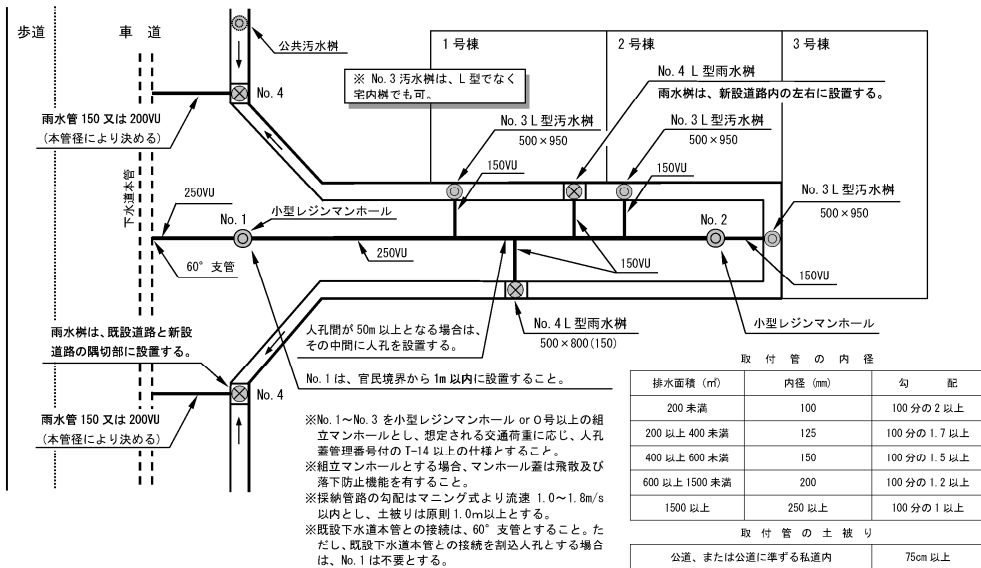 歩道
車道
公共汚水桝
No.4
雨水管 150 又は 200VU
(本管径により決める)
※ No.3 汚水桝は、L 型でなく
宅内桝でも可。
1 号棟
2 号棟
3 号棟
No.4 L 型雨水桝
雨水桝は、新設道路内の左右に設置する。
No.3 L 型汚水桝
500×950
No.3 L 型汚水桝
500×950
150VU
150VU
No.3 L 型汚水桝
500×950
下水道本管
250VU
No.1
小型レジンマンホール
No.2
60° 支管
250VU
150VU
150VU
雨水桝は、既設道路と新設
道路の隅切部に設置する。
人孔間が 50m 以上となる場合は、
その中間に人孔を設置する。
No.4 L 型雨水桝
500×800(150)
小型レジンマンホール
No.1 は、官民境界から 1m 以内に設置すること。
No.4
雨水管 150 又は 200VU
(本管径により決める)
※No.1～No.3 を小型レジンマンホール or 0号以上の組
立マンホールとし、想定される交通荷重に応じ、人孔
蓋管理番号付の T-14 以上の仕様とすること。
※組立マンホールとする場合、マンホール蓋は飛散及び
落下防止機能を有すること。
※採納管路の勾配はマニング式より流速 1.0～1.8m/s
以内とし、土被りは原則 1.0m以上とする。
※既設下水道本管との接続は、60° 支管とすること。た
だし、既設下水道本管との接続を割込人孔とする場合
は、No.1 は不要とする。
取付管の内径
排水面積 (㎡) 内径 (mm) 勾配
200 未満 100 100 分の 2 以上
200 以上 400 未満 125 100 分の 1.7 以上
400 以上 600 未満 150 100 分の 1.5 以上
600 以上 1500 未満 200 100 分の 1.2 以上
1500 以上 250 以上 100 分の 1 以上
取付管の土被り
公道、または公道に準ずる私道内 75cm 以上